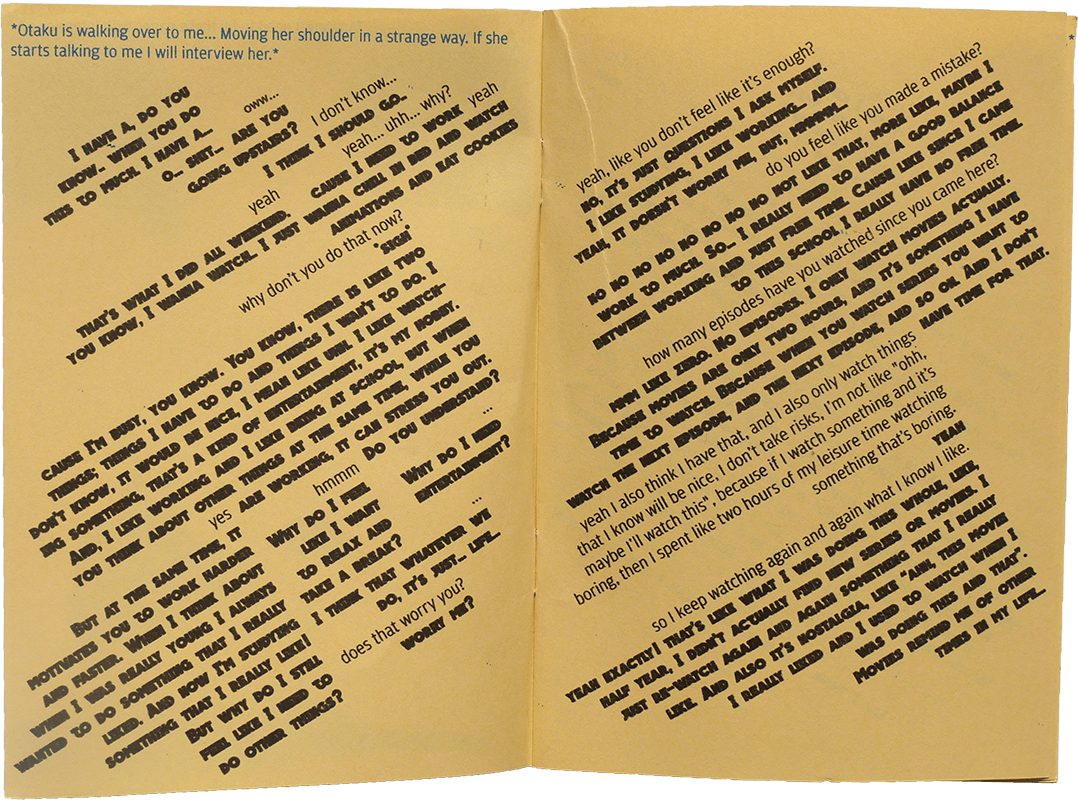 *Otaku is walking over to me... Moving her shoulder in a strange way. If she
starts talking to me I will interview her.*
I HAVE A, DO YOU
KNOW... WHEN YOU DO
THIS TO MUCH. I HAVE A...
oww...
O... SHIT... ARE YOU
GOING UPSTAIRS?
I don't know...
I THINK I SHOULD GO..
yeah... uhh... why?
CAUSE I NEED TO WORK
yeah
yeah
THAT'S WHAT I DID ALL WEEKEND.
YOU KNOW, I WANNA WATCH. I JUST WANNA CHILL IN BED AND WATCH
ANIMATIONS AND EAT COOKIES
why don't you do that now?
*SIGH*
CAUSE I'M BUSY, YOU KNOW. YOU KNOW, THERE IS LIKE TWO
THINGS; THINGS I HAVE TO DO AND THINGS I WANT TO DO. I
DON'T KNOW, IT WOULD BE NICE, I MEAN LIKE UH! I LIKE WATCH-
ING SOMETHING, THAT'S A KIND OF ENTERTAINMENT, IT'S MY HOBBY.
AND, I LIKE WORKING AND I LIKE BEING AT SCHOOL, BUT WHEN
YOU THINK ABOUT OTHER THINGS AT THE SAME TIME, WHILE YOU
ARE WORKING, IT CAN STRESS YOU OUT.
DO YOU UNDERSTAND?
yes
hmmm
...
BUT AT THE SAME TIME, IT
MOTIVATES YOU TO WORK HARDER
AND FASTER. WHEN I THINK ABOUT
WHEN I WAS REALLY YOUNG I ALWAYS
WANTED TO DO SOMETHING THAT I REALLY
LIKED. AND NOW I'M STUDYING
SOMETHING THAT I REALLY LIKE!
BUT WHY DO I STILL
FEEL LIKE I NEED TO
DO OTHER THINGS?
WHY DO I FEEL
LIKE I WANT
TO RELAX AND
TAKE A BREAK?
WHY DO I NEED
ENTERTAINMENT?
...
I THINK THAT WHATEVER WE
DO, IT'S JUST... LIFE...
does that worry you?
WORRY ME?
yeah, like you don't feel like it's enough?
NO, IT'S JUST QUESTIONS I ASK MYSELF.
I LIKE STUDYING, I LIKE WORKING... AND
YEAH, IT DOESN'T WORRY ME, BUT, MMMM...
do you feel like you made a mistake?
NO NO NO NO NO NO NOT LIKE THAT, MORE LIKE, MAYBE I
WORK TO MUCH. SO... I REALLY NEED TO HAVE A GOOD BALANCE
BETWEEN WORKING AND JUST FREE TIME. CAUSE LIKE SINCE I CAME
TO THIS SCHOOL, I REALLY HAVE NO FREE TIME.
how many episodes have you watched since you came here?
MMM LIKE ZERO. NO EPISODES. I ONLY WATCH MOVIES ACTUALLY.
BECAUSE MOVIES ARE ONLY TWO HOURS, AND IT'S SOMETHING I HAVE
TIME TO WATCH. BECAUSE WHEN YOU WATCH SERIES YOU WANT TO
WATCH THE NEXT EPISODE, AND THE NEXT EPISODE, AND SO ON. AND I DON'T
HAVE TIME FOR THAT.
yeah I also think I have that, and I also only watch things
that I know will be nice, I don't take risks, I'm not like "ohh,
maybe I'll watch this", because if I watch something and it's
boring, then I spent like two hours of my leisure time watching
something that's boring.
YEAH
so I keep watching again and again what I know I like.
YEAH EXACTLY! THAT'S LIKE WHAT I WAS DOING THIS WHOLE, LIKE,
HALF YEAR, I DIDN'T ACTUALLY FIND NEW SERIES OR MOVIES. I
JUST RE-WATCH AGAIN AND AGAIN SOMETHING THAT I REALLY
LIKE. AND ALSO IT'S NOSTALGIA, LIKE "AHH, THIS MOVIE
I REALLY LIKED AND I USED TO WATCH WHEN I
WAS DOING THIS AND THAT".
MOVIES REMIND ME OF OTHER
TIMES IN MY LIFE...
*